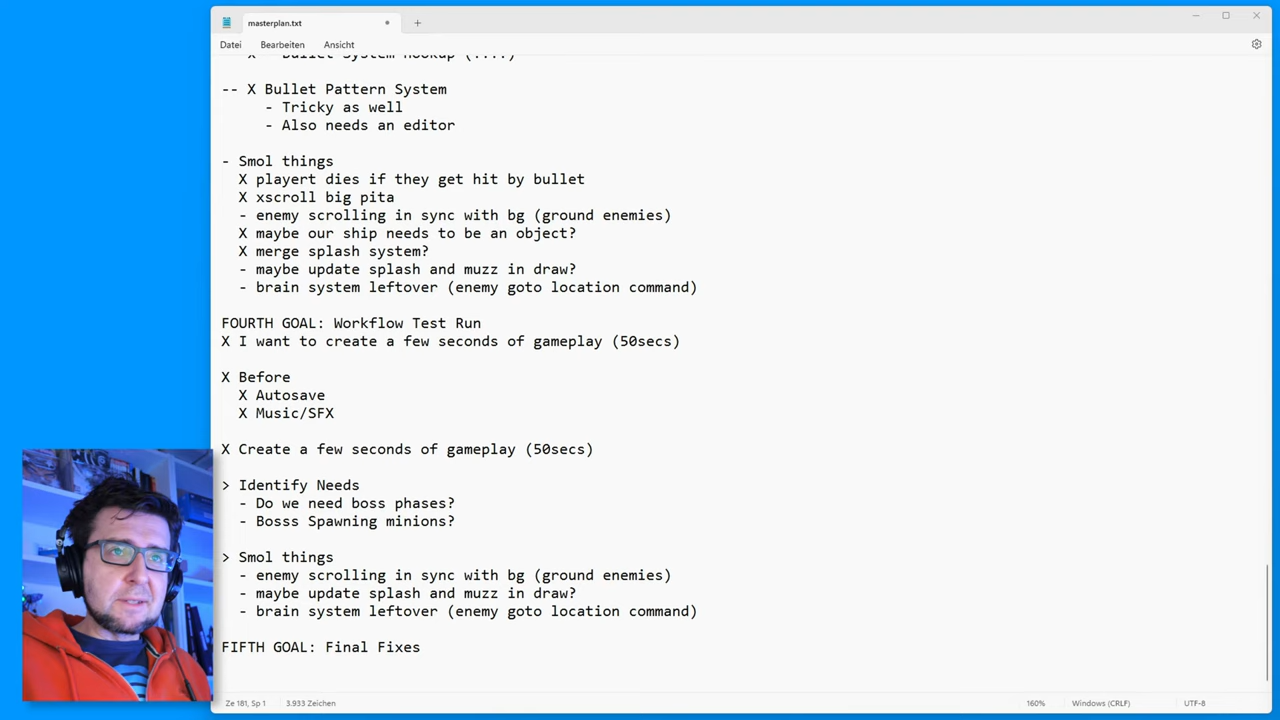 masterplan.txt
Datei Bearbeiten Ansicht
X - Bullet System hookup (....)
-- X Bullet Pattern System
- Tricky as well
- Also needs an editor
- Smol things
X playert dies if they get hit by bullet
X xscroll big pita
- enemy scrolling in sync with bg (ground enemies)
X maybe our ship needs to be an object?
X merge splash system?
- maybe update splash and muzz in draw?
- brain system leftover (enemy goto location command)
FOURTH GOAL: Workflow Test Run
X I want to create a few seconds of gameplay (50secs)
X Before
X Autosave
X Music/SFX
X Create a few seconds of gameplay (50secs)
> Identify Needs
- Do we need boss phases?
- Bosss Spawning minions?
> Smol things
- enemy scrolling in sync with bg (ground enemies)
- maybe update splash and muzz in draw?
- brain system leftover (enemy goto location command)
FIFTH GOAL: Final Fixes
Ze 181, Sp 1 3.933 Zeichen 160% Windows (CRLF) UTF-8